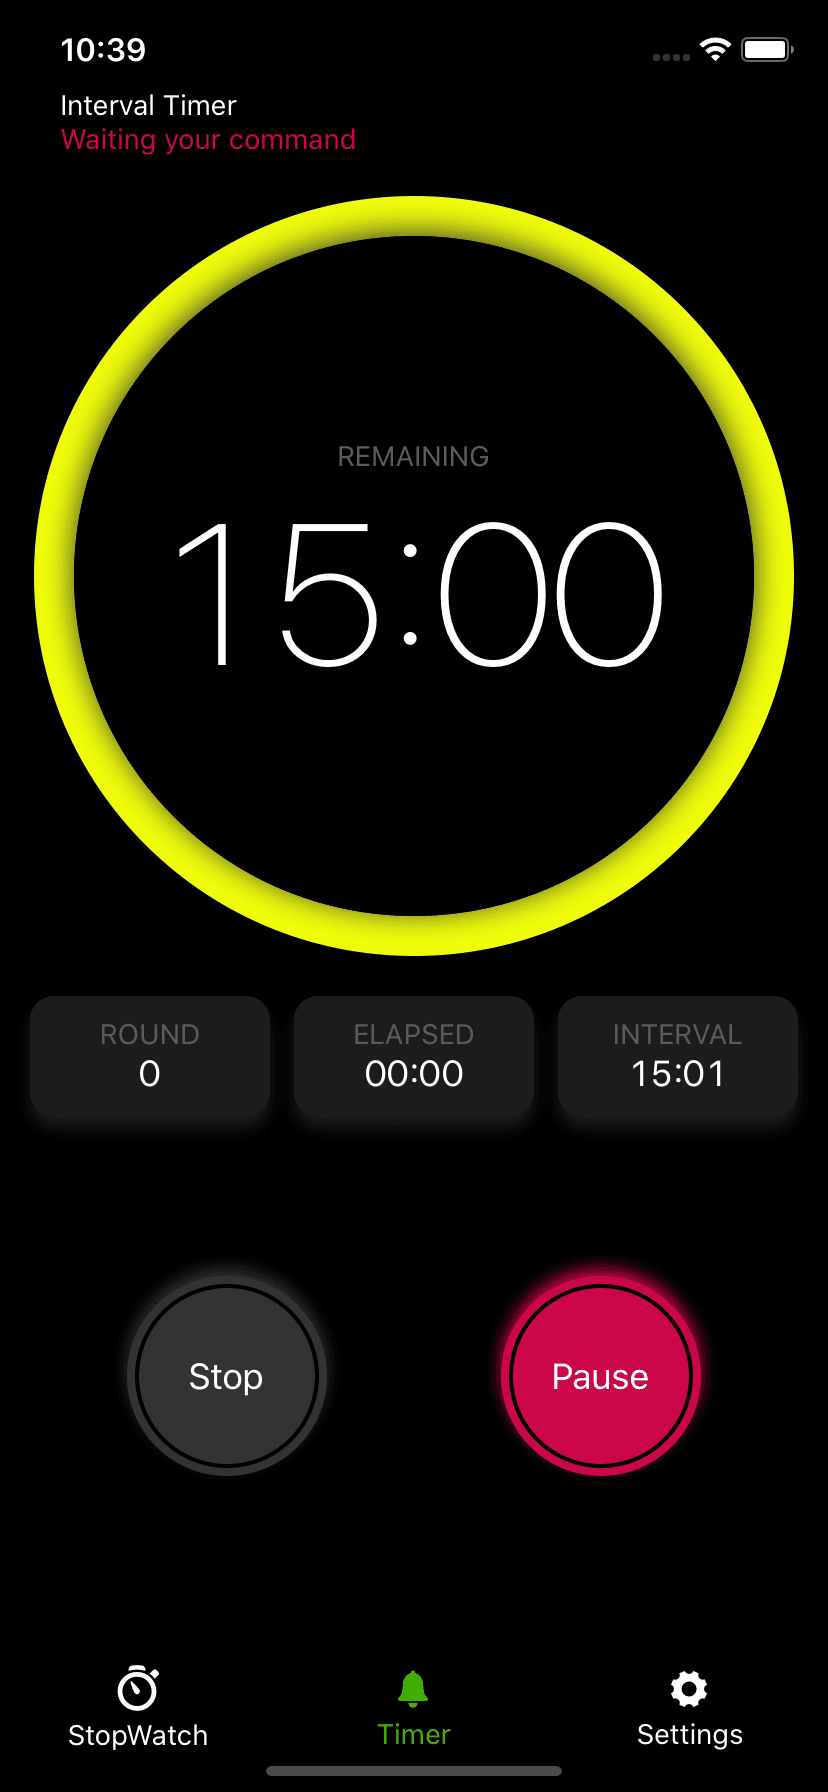 10:39
Interval Timer
Waiting your command
REMAINING
15:00
ROUND ELAPSED INTERVAL
0 00:00 15:01
Stop Pause
StopWatch Timer Settings